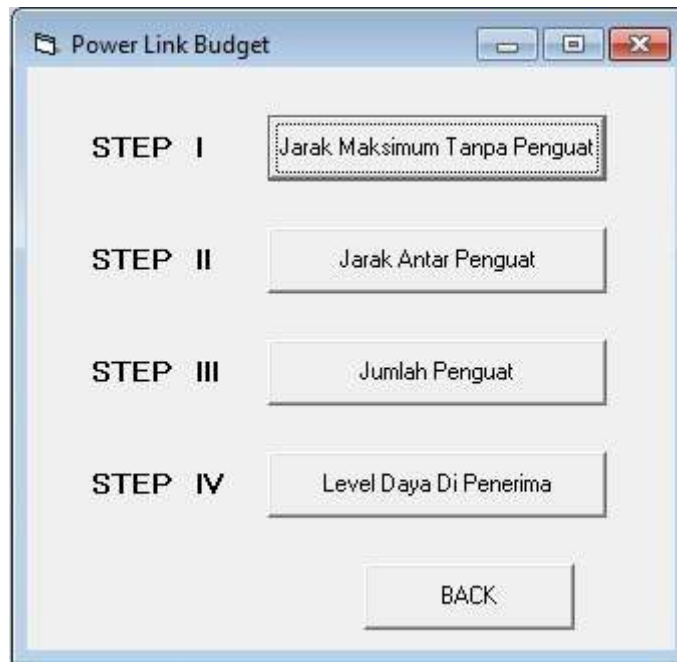 Power Link Budget
STEP I Jarak Maksimum Tanpa Penguat
STEP II Jarak Antar Penguat
STEP III Jumlah Penguat
STEP IV Level Daya Di Penerima
BACK